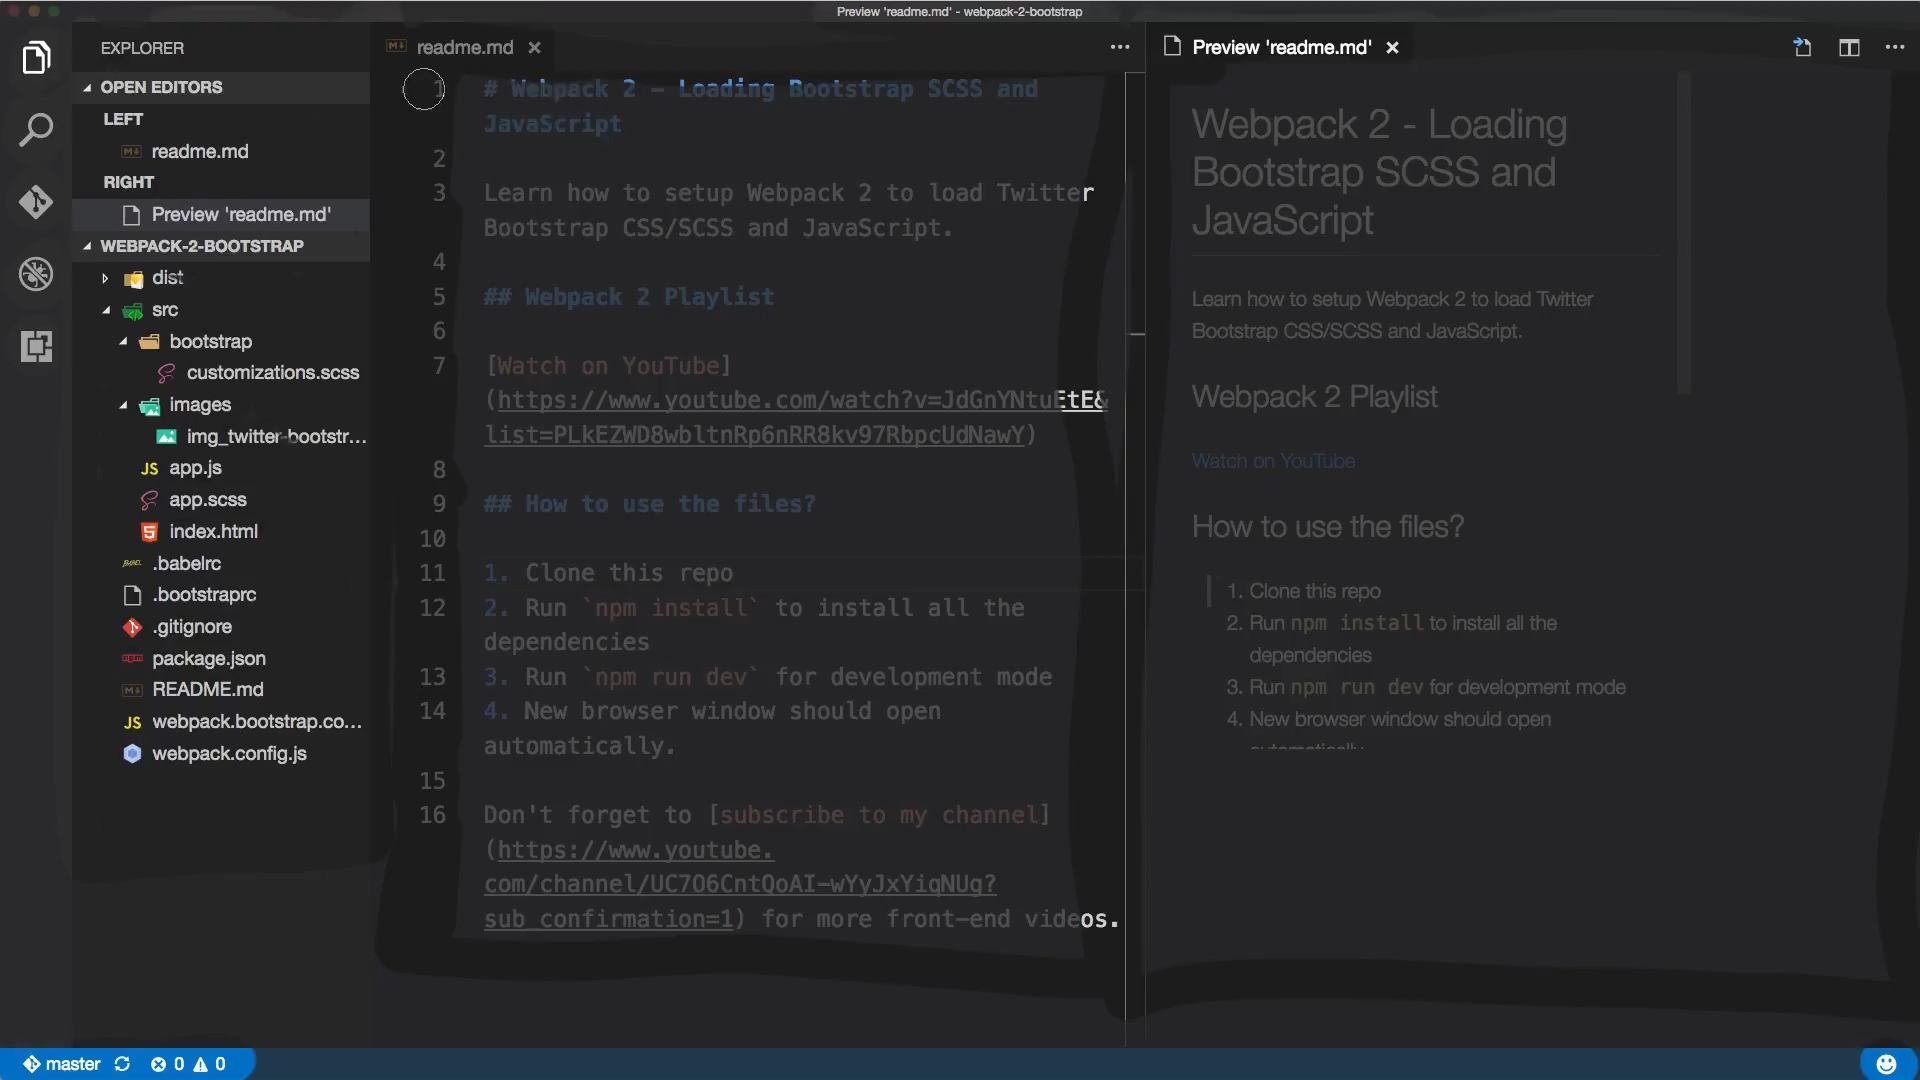 Preview 'readme.md' - webpack-2-bootstrap
EXPLORER
OPEN EDITORS
LEFT
readme.md
RIGHT
Preview 'readme.md'
WEBPACK-2-BOOTSTRAP
dist
src
bootstrap
customizations.scss
images
img_twitter-bootstr...
JS app.js
app.scss
index.html
.babelrc
.bootstraprc
.gitignore
package.json
README.md
JS webpack.bootstrap.co...
webpack.config.js
master 0 0
readme.md
1 # Webpack 2 - Loading Bootstrap SCSS and
JavaScript
2
3 Learn how to setup Webpack 2 to load Twitter
Bootstrap CSS/SCSS and JavaScript.
4
5 ## Webpack 2 Playlist
6
7 [Watch on YouTube]
(https://www.youtube.com/watch?v=JdGnYNtuEtE&
list=PLkEZWD8wbltnRp6nRR8kv97RbpcUdNawY)
8
9 ## How to use the files?
10
11 1. Clone this repo
12 2. Run `npm install` to install all the
dependencies
13 3. Run `npm run dev` for development mode
14 4. New browser window should open
automatically.
15
16 Don't forget to [subscribe to my channel]
(https://www.youtube.
com/channel/UC7O6CntQoAI-wYyJxYiqNUg?
sub_confirmation=1) for more front-end videos.
Preview 'readme.md'
Webpack 2 - Loading
Bootstrap SCSS and
JavaScript
Learn how to setup Webpack 2 to load Twitter
Bootstrap CSS/SCSS and JavaScript.
Webpack 2 Playlist
Watch on YouTube
How to use the files?
1. Clone this repo
2. Run npm install to install all the
dependencies
3. Run npm run dev for development mode
4. New browser window should open
automatically